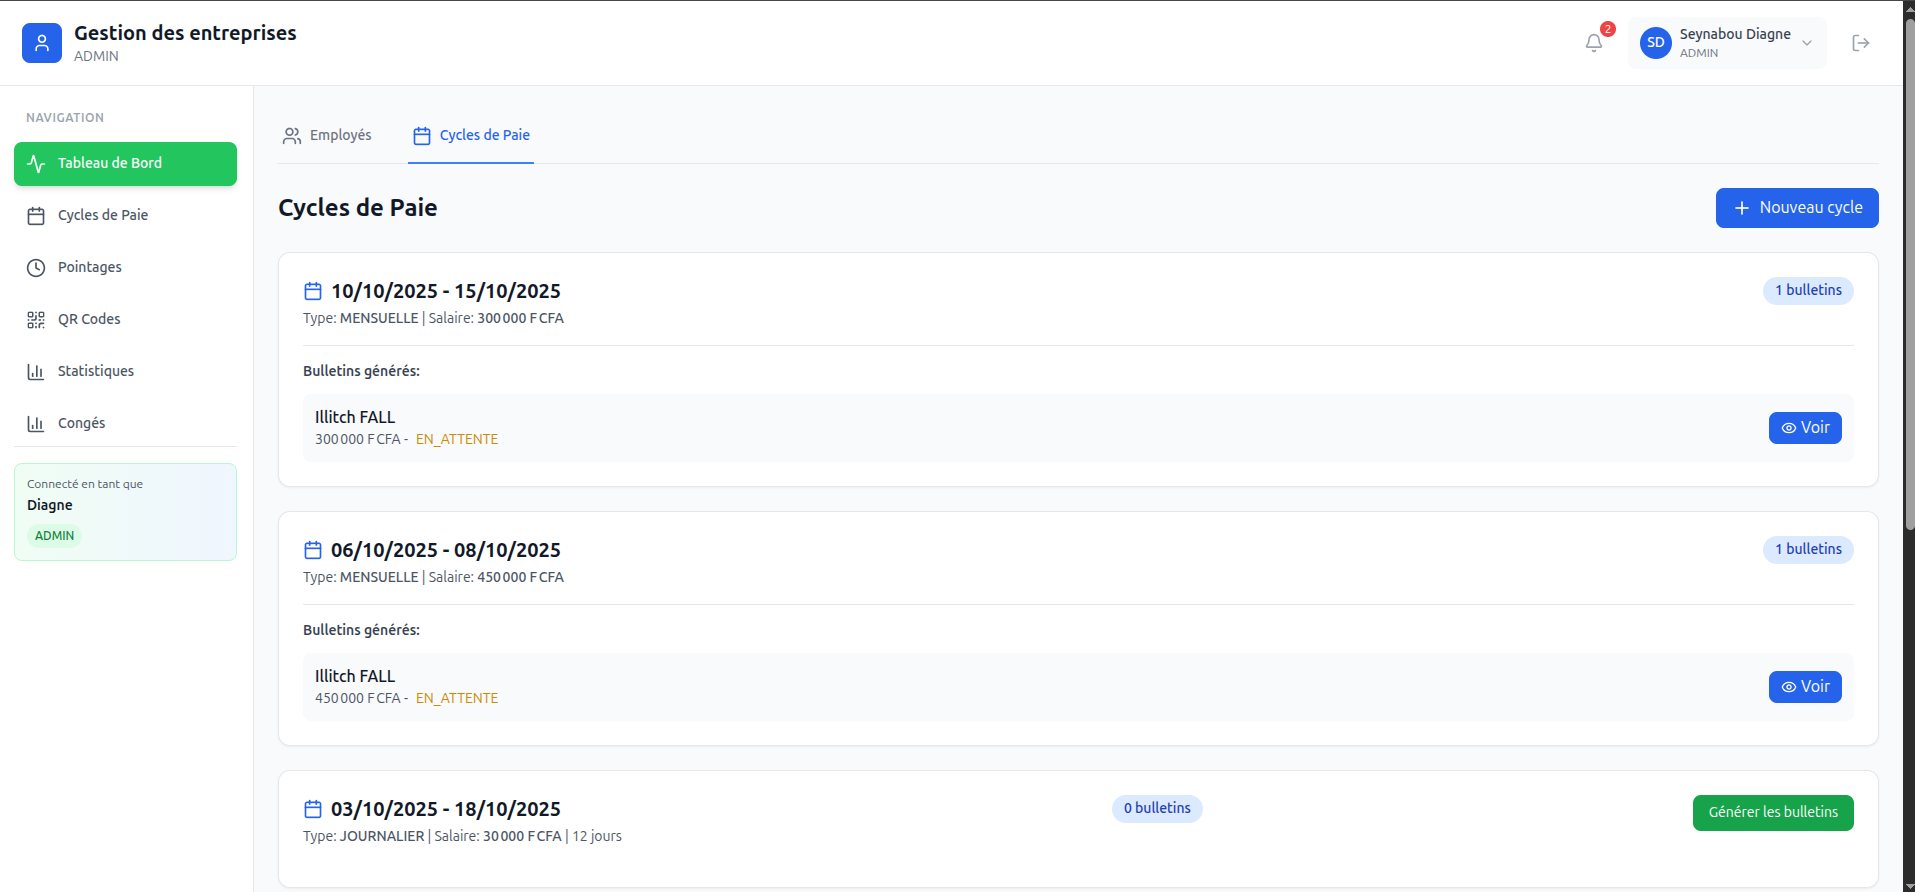 Gestion des entreprises
ADMIN
2
SD
Seynabou Diagne
ADMIN
NAVIGATION
Tableau de Bord
Cycles de Paie
Pointages
QR Codes
Statistiques
Congés
Connecté en tant que
Diagne
ADMIN
Employés
Cycles de Paie
Cycles de Paie
Nouveau cycle
10/10/2025 - 15/10/2025
1 bulletins
Type: MENSUELLE | Salaire: 300 000 F CFA
Bulletins générés:
Illitch FALL
300 000 F CFA - EN_ATTENTE
Voir
06/10/2025 - 08/10/2025
1 bulletins
Type: MENSUELLE | Salaire: 450 000 F CFA
Bulletins générés:
Illitch FALL
450 000 F CFA - EN_ATTENTE
Voir
03/10/2025 - 18/10/2025
0 bulletins
Générer les bulletins
Type: JOURNALIER | Salaire: 30 000 F CFA | 12 jours